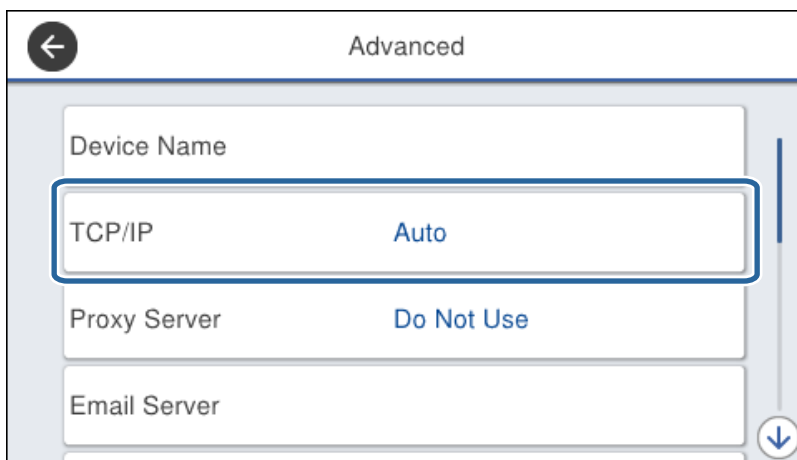 Advanced
Device Name
TCP/IP Auto
Proxy Server Do Not Use
Email Server